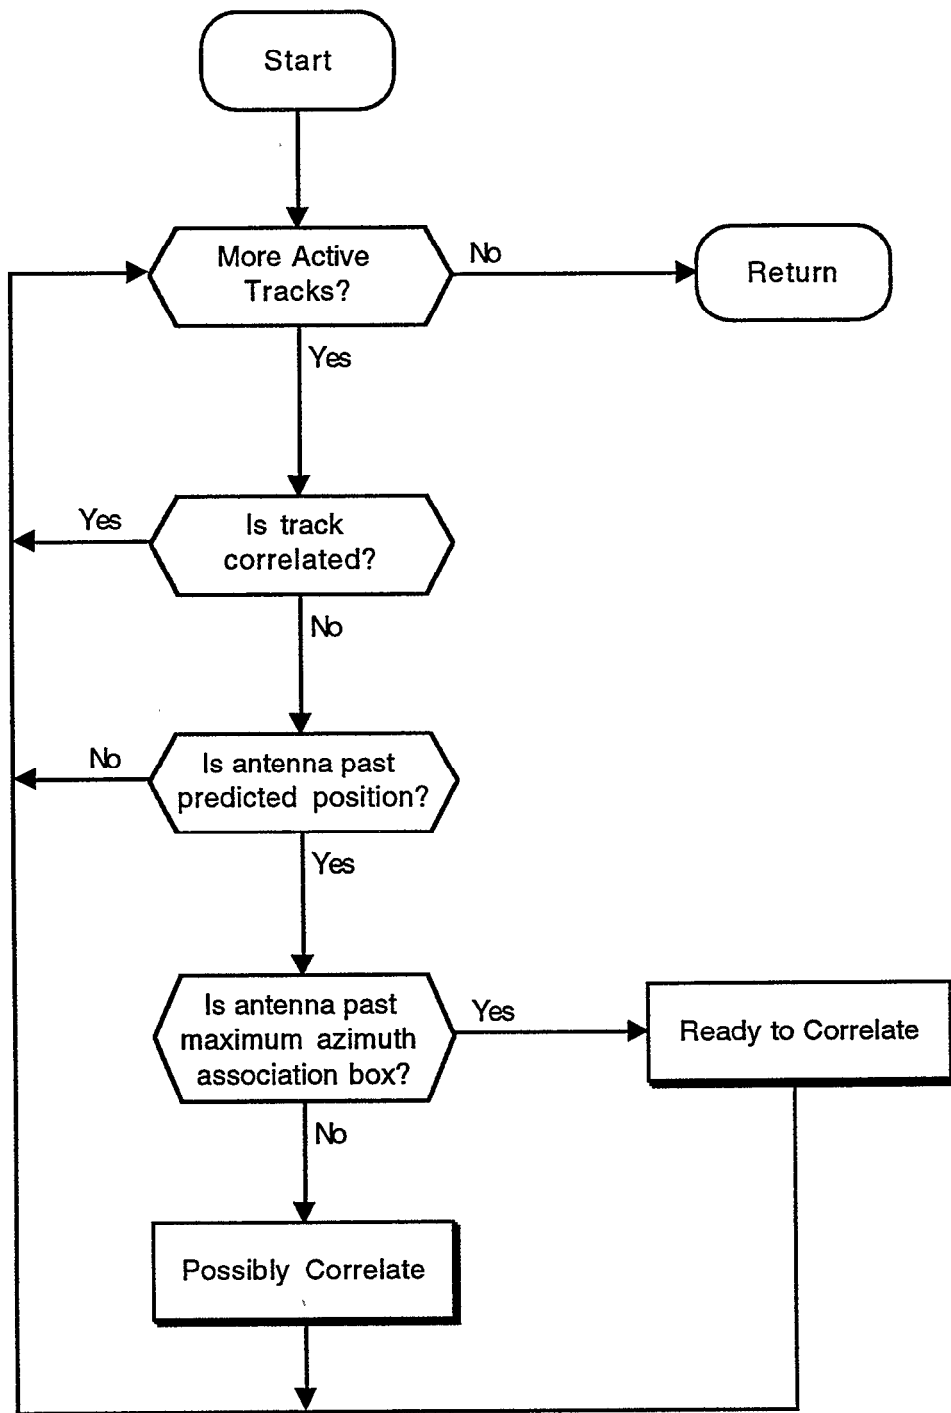 Start
More Active
Tracks?
No
Return
Yes
Is track
correlated?
Yes
No
Is antenna past
predicted position?
No
Yes
Is antenna past
maximum azimuth
association box?
Yes
Ready to Correlate
No
Possibly Correlate